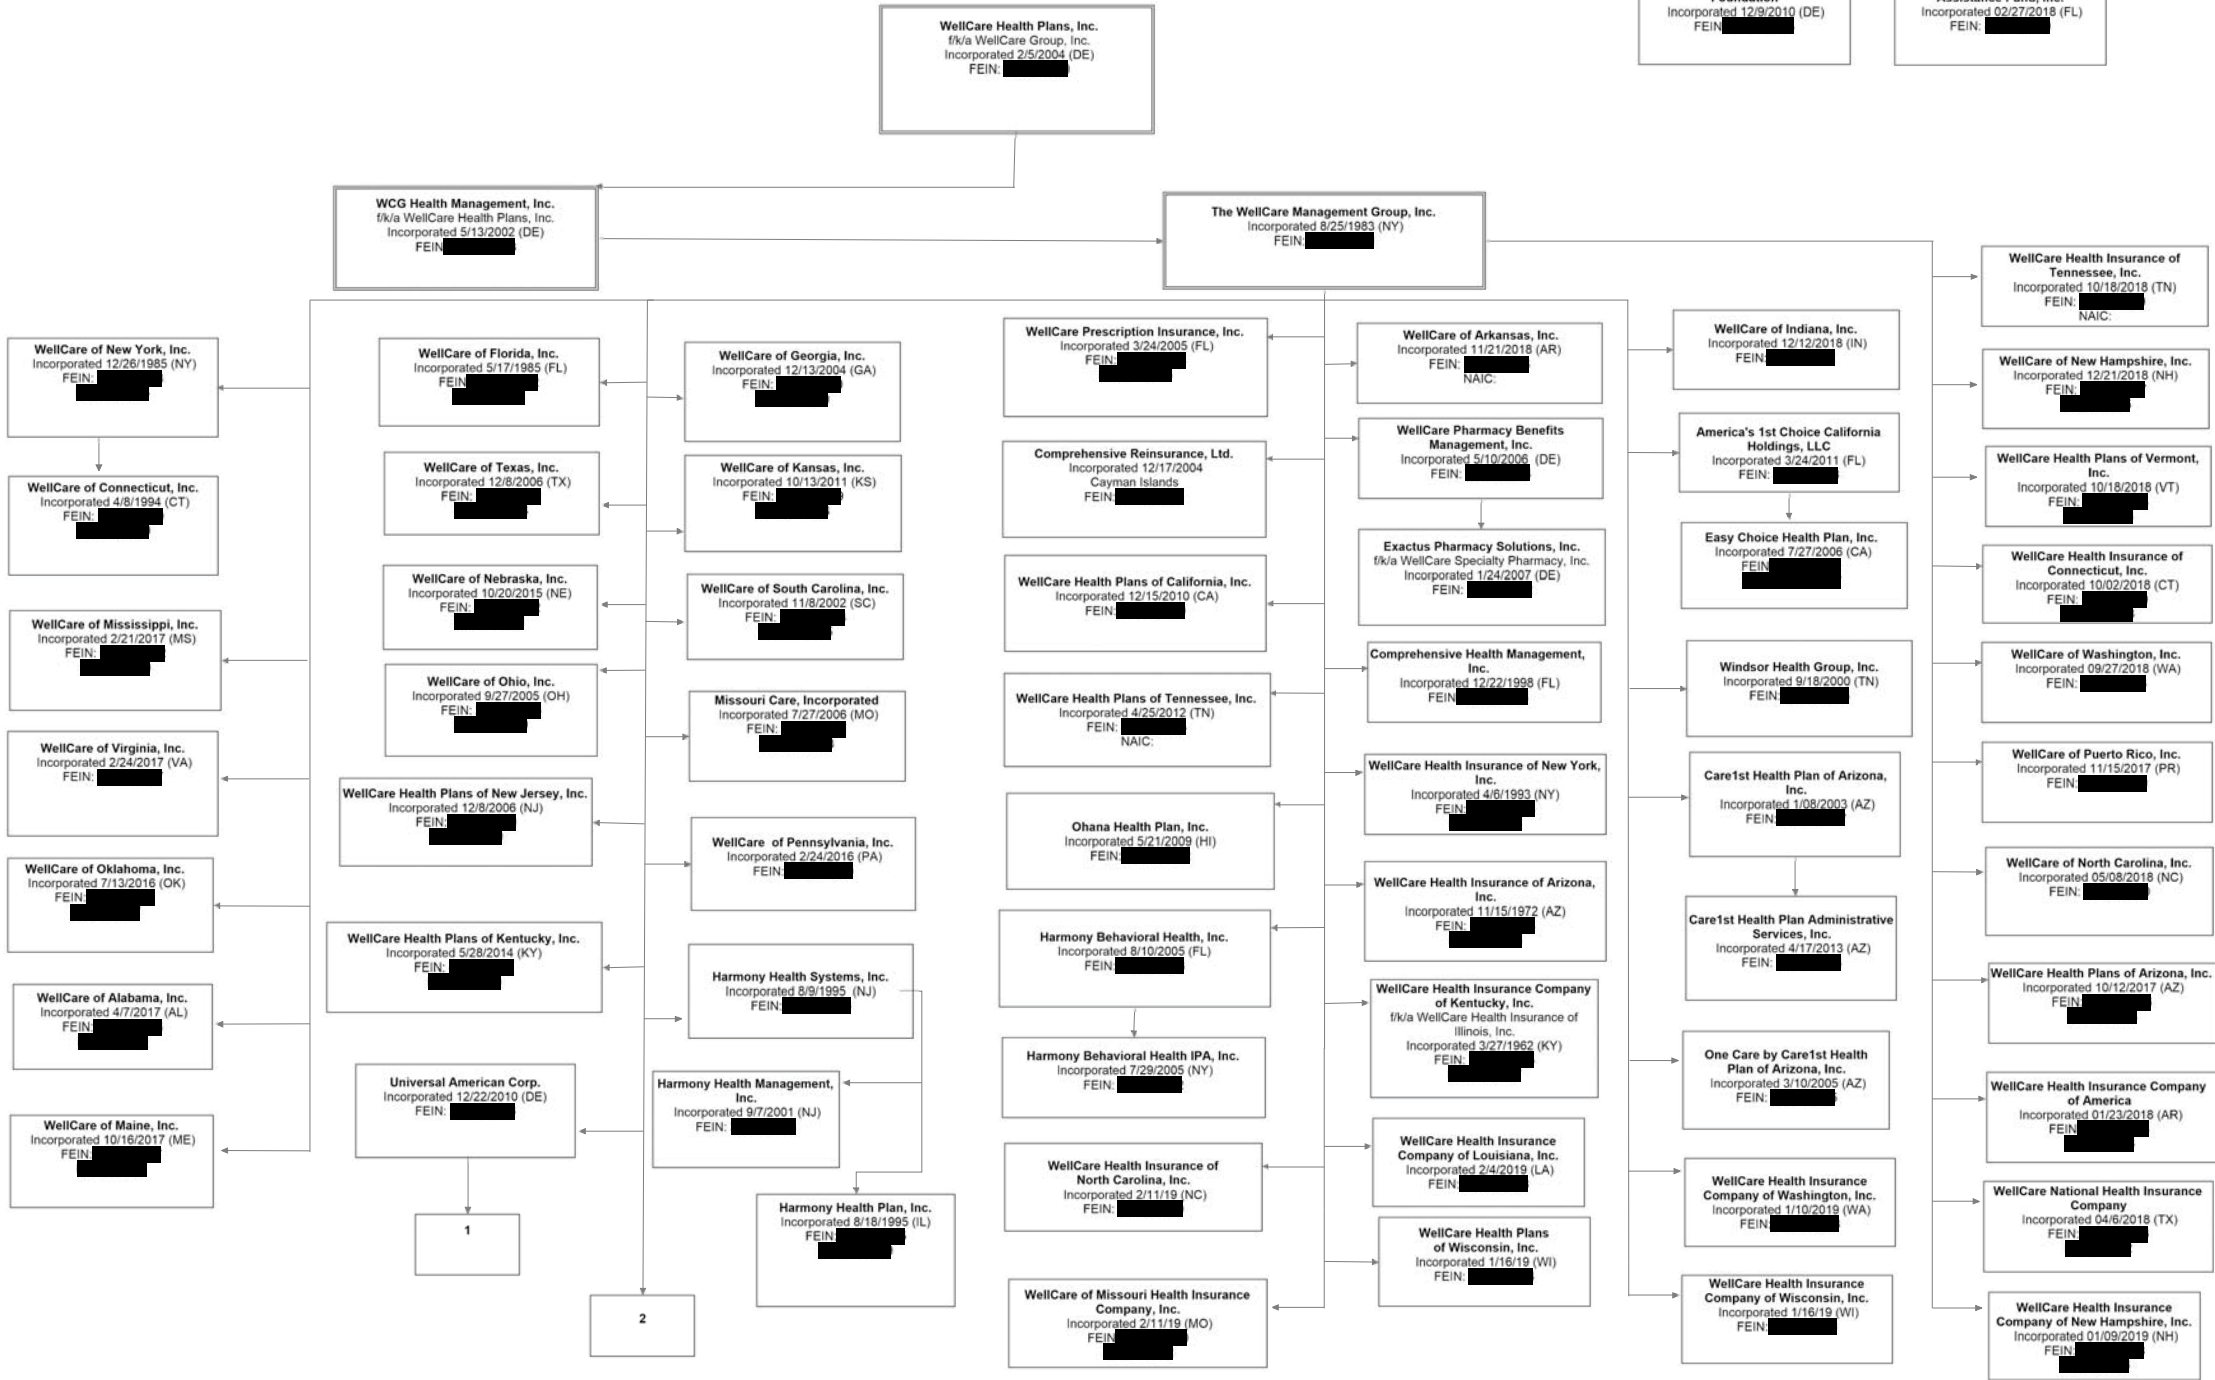 WellCare Health Plans, Inc.
f/k/a WellCare Group, Inc.
Incorporated 2/5/2004 (DE)
FEIN:
Incorporated 12/9/2010 (DE)
FEIN
Incorporated 02/27/2018 (FL)
FEIN:
WCG Health Management, Inc.
f/k/a WellCare Health Plans, Inc.
Incorporated 5/13/2002 (DE)
FEIN
The WellCare Management Group, Inc.
Incorporated 8/25/1983 (NY)
FEIN:
WellCare of New York, Inc.
Incorporated 12/26/1985 (NY)
FEIN:
WellCare of Connecticut, Inc.
Incorporated 4/8/1994 (CT)
FEIN:
WellCare of Mississippi, Inc.
Incorporated 2/21/2017 (MS)
FEIN:
WellCare of Virginia, Inc.
Incorporated 2/24/2017 (VA)
FEIN:
WellCare of Oklahoma, Inc.
Incorporated 7/13/2016 (OK)
FEIN:
WellCare of Alabama, Inc.
Incorporated 4/7/2017 (AL)
FEIN:
WellCare of Maine, Inc.
Incorporated 10/16/2017 (ME)
FEIN:
WellCare of Florida, Inc.
Incorporated 5/17/1985 (FL)
FEIN
WellCare of Texas, Inc.
Incorporated 12/8/2006 (TX)
FEIN:
WellCare of Nebraska, Inc.
Incorporated 10/20/2015 (NE)
FEIN:
WellCare of Ohio, Inc.
Incorporated 9/27/2005 (OH)
FEIN:
WellCare Health Plans of New Jersey, Inc.
Incorporated 12/8/2006 (NJ)
FEIN:
WellCare Health Plans of Kentucky, Inc.
Incorporated 5/28/2014 (KY)
FEIN:
Universal American Corp.
Incorporated 12/22/2010 (DE)
FEIN:
1
WellCare of Georgia, Inc.
Incorporated 12/13/2004 (GA)
FEIN:
WellCare of Kansas, Inc.
Incorporated 10/13/2011 (KS)
FEIN:
WellCare of South Carolina, Inc.
Incorporated 11/8/2002 (SC)
FEIN:
Missouri Care, Incorporated
Incorporated 7/27/2006 (MO)
FEIN:
WellCare of Pennsylvania, Inc.
Incorporated 2/24/2016 (PA)
FEIN:
Harmony Health Systems, Inc.
Incorporated 8/9/1995 (NJ)
FEIN:
Harmony Health Management,
Inc.
Incorporated 9/7/2001 (NJ)
FEIN:
Harmony Health Plan, Inc.
Incorporated 8/18/1995 (IL)
FEIN:
2
WellCare Prescription Insurance, Inc.
Incorporated 3/24/2005 (FL)
FEIN:
Comprehensive Reinsurance, Ltd.
Incorporated 12/17/2004
Cayman Islands
FEIN:
WellCare Health Plans of California, Inc.
Incorporated 12/15/2010 (CA)
FEIN:
WellCare Health Plans of Tennessee, Inc.
Incorporated 4/25/2012 (TN)
FEIN:
NAIC:
Ohana Health Plan, Inc.
Incorporated 5/21/2009 (HI)
FEIN:
Harmony Behavioral Health, Inc.
Incorporated 8/10/2005 (FL)
FEIN:
Harmony Behavioral Health IPA, Inc.
Incorporated 7/29/2005 (NY)
FEIN:
WellCare Health Insurance of
North Carolina, Inc.
Incorporated 2/11/19 (NC)
FEIN:
WellCare of Missouri Health Insurance
Company, Inc.
Incorporated 2/11/19 (MO)
FEIN
WellCare of Arkansas, Inc.
Incorporated 11/21/2018 (AR)
FEIN:
NAIC:
WellCare Pharmacy Benefits
Management, Inc.
Incorporated 5/10/2006 (DE)
FEIN:
Exactus Pharmacy Solutions, Inc.
f/k/a WellCare Specialty Pharmacy, Inc.
Incorporated 1/24/2007 (DE)
FEIN:
Comprehensive Health Management,
Inc.
Incorporated 12/22/1998 (FL)
FEIN
WellCare Health Insurance of New York,
Inc.
Incorporated 4/6/1993 (NY)
FEIN:
WellCare Health Insurance of Arizona,
Inc.
Incorporated 11/15/1972 (AZ)
FEIN:
WellCare Health Insurance Company
of Kentucky, Inc.
f/k/a WellCare Health Insurance of
Illinois, Inc.
Incorporated 3/27/1962 (KY)
FEIN:
WellCare Health Insurance
Company of Louisiana, Inc.
Incorporated 2/4/2019 (LA)
FEIN:
WellCare Health Plans
of Wisconsin, Inc.
Incorporated 1/16/19 (WI)
FEIN:
WellCare of Indiana, Inc.
Incorporated 12/12/2018 (IN)
FEIN:
America's 1st Choice California
Holdings, LLC
Incorporated 3/24/2011 (FL)
FEIN:
Easy Choice Health Plan, Inc.
Incorporated 7/27/2006 (CA)
FEIN
Windsor Health Group, Inc.
Incorporated 9/18/2000 (TN)
FEIN:
Care1st Health Plan of Arizona,
Inc.
Incorporated 1/08/2003 (AZ)
FEIN:
Care1st Health Plan Administrative
Services, Inc.
Incorporated 4/17/2013 (AZ)
FEIN:
One Care by Care1st Health
Plan of Arizona, Inc.
Incorporated 3/10/2005 (AZ)
FEIN:
WellCare Health Insurance
Company of Washington, Inc.
Incorporated 1/10/2019 (WA)
FEIN:
WellCare Health Insurance
Company of Wisconsin, Inc.
Incorporated 1/16/19 (WI)
FEIN:
WellCare Health Insurance of
Tennessee, Inc.
Incorporated 10/18/2018 (TN)
FEIN:
NAIC:
WellCare of New Hampshire, Inc.
Incorporated 12/21/2018 (NH)
FEIN:
WellCare Health Plans of Vermont,
Inc.
Incorporated 10/18/2018 (VT)
FEIN:
WellCare Health Insurance of
Connecticut, Inc.
Incorporated 10/02/2018 (CT)
FEIN:
WellCare of Washington, Inc.
Incorporated 09/27/2018 (WA)
FEIN:
WellCare of Puerto Rico, Inc.
Incorporated 11/15/2017 (PR)
FEIN:
WellCare of North Carolina, Inc.
Incorporated 05/08/2018 (NC)
FEIN:
WellCare Health Plans of Arizona, Inc.
Incorporated 10/12/2017 (AZ)
FEIN:
WellCare Health Insurance Company
of America
Incorporated 01/23/2018 (AR)
FEIN
WellCare National Health Insurance
Company
Incorporated 04/6/2018 (TX)
FEIN:
WellCare Health Insurance
Company of New Hampshire, Inc.
Incorporated 01/09/2019 (NH)
FEIN: